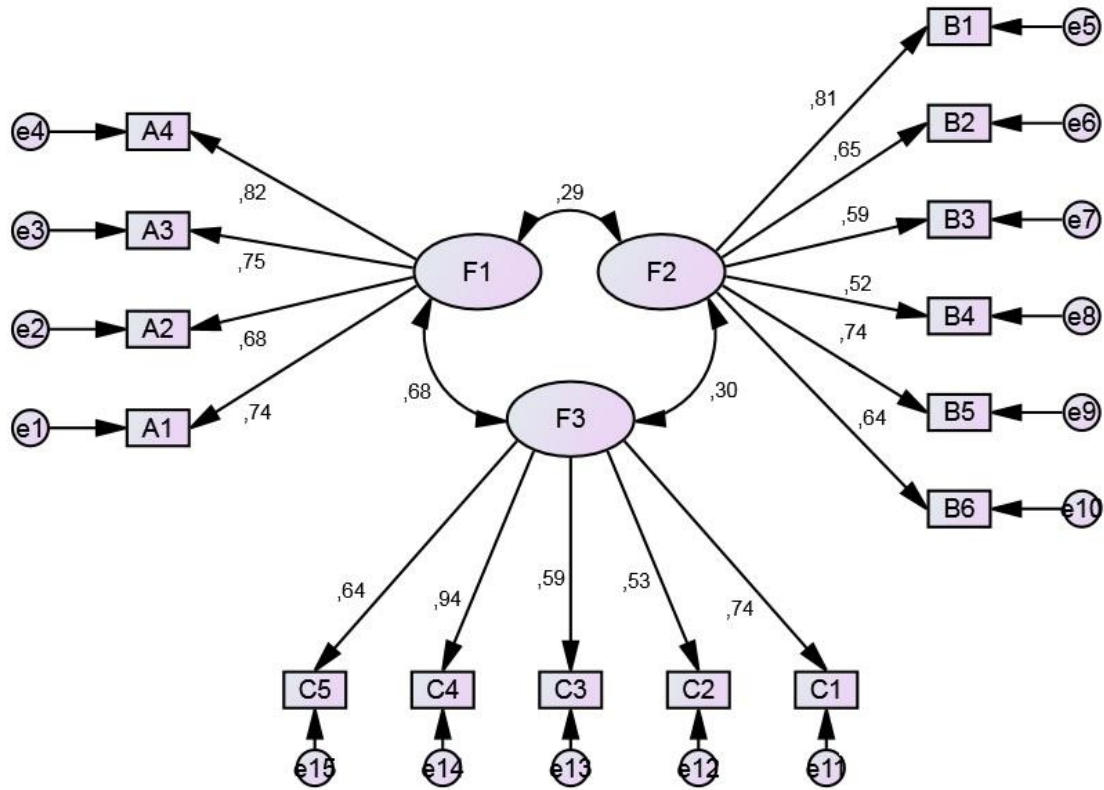 B1
e5
,81
e4
A4
B2
e6
,65
,82
,29
,59
B3
e7
e3
A3
,75
F1
F2
,52
B4
e8
e2
A2
,68
,74
B5
e9
,68
F3
,30
,74
,64
e1
A1
B6
e10
,64
,94
,59
,53
,74
C5
C4
C3
C2
C1
e15
e14
e13
e12
e11